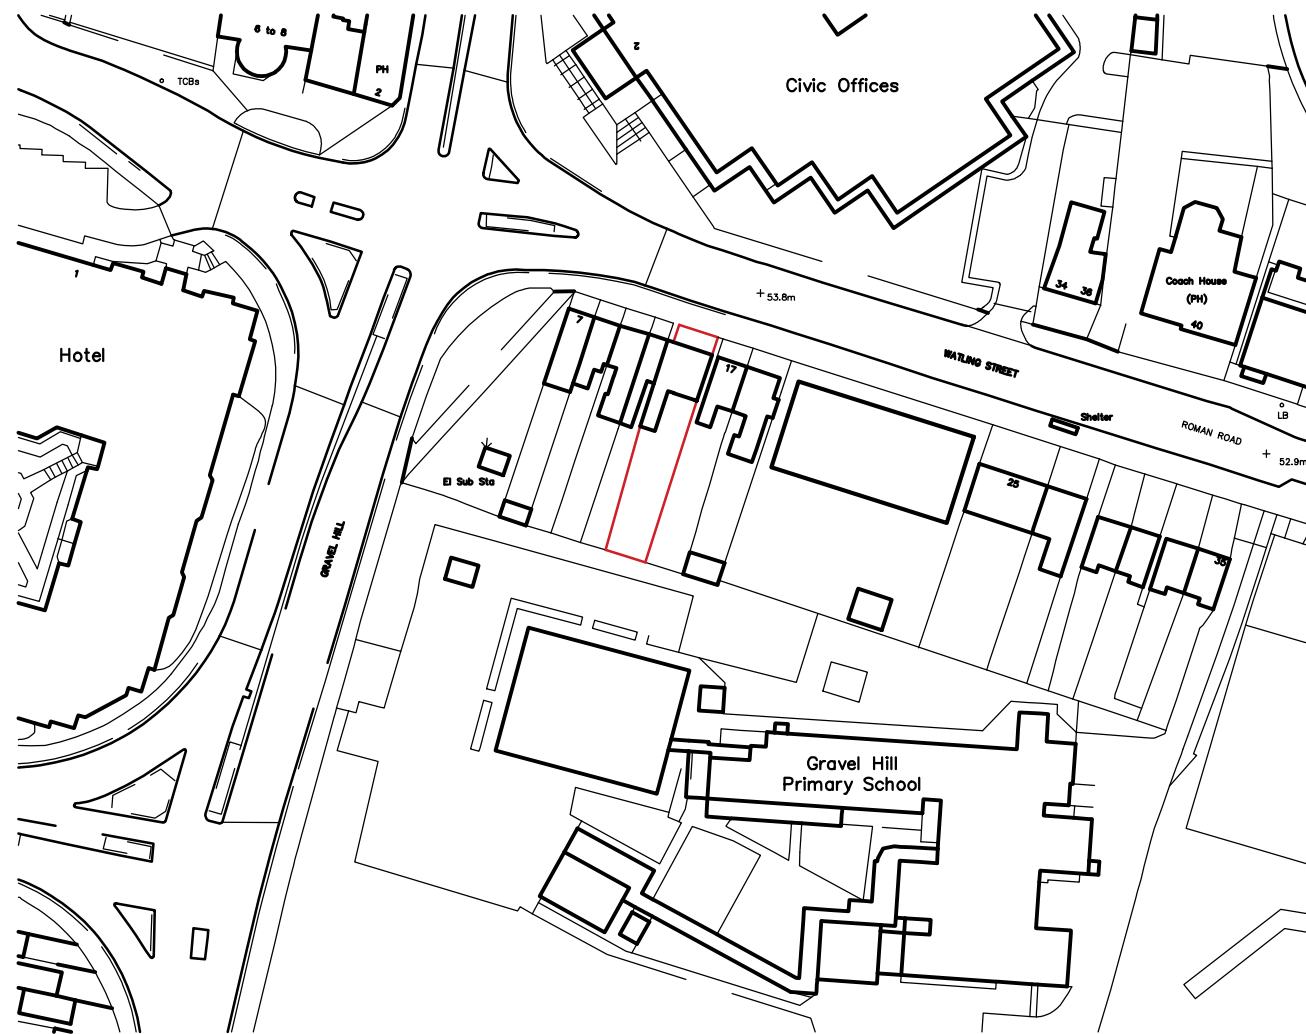 6 to 8
PH
2
TCBs
2
Civic Offices
34 36
Coach House
(PH)
40
1
Hotel
53.8m
7
17
WATLING STREET
Shelter
LB
ROMAN ROAD
52.9m
El Sub Sta
25
35
GRAVEL HILL
Gravel Hill
Primary School